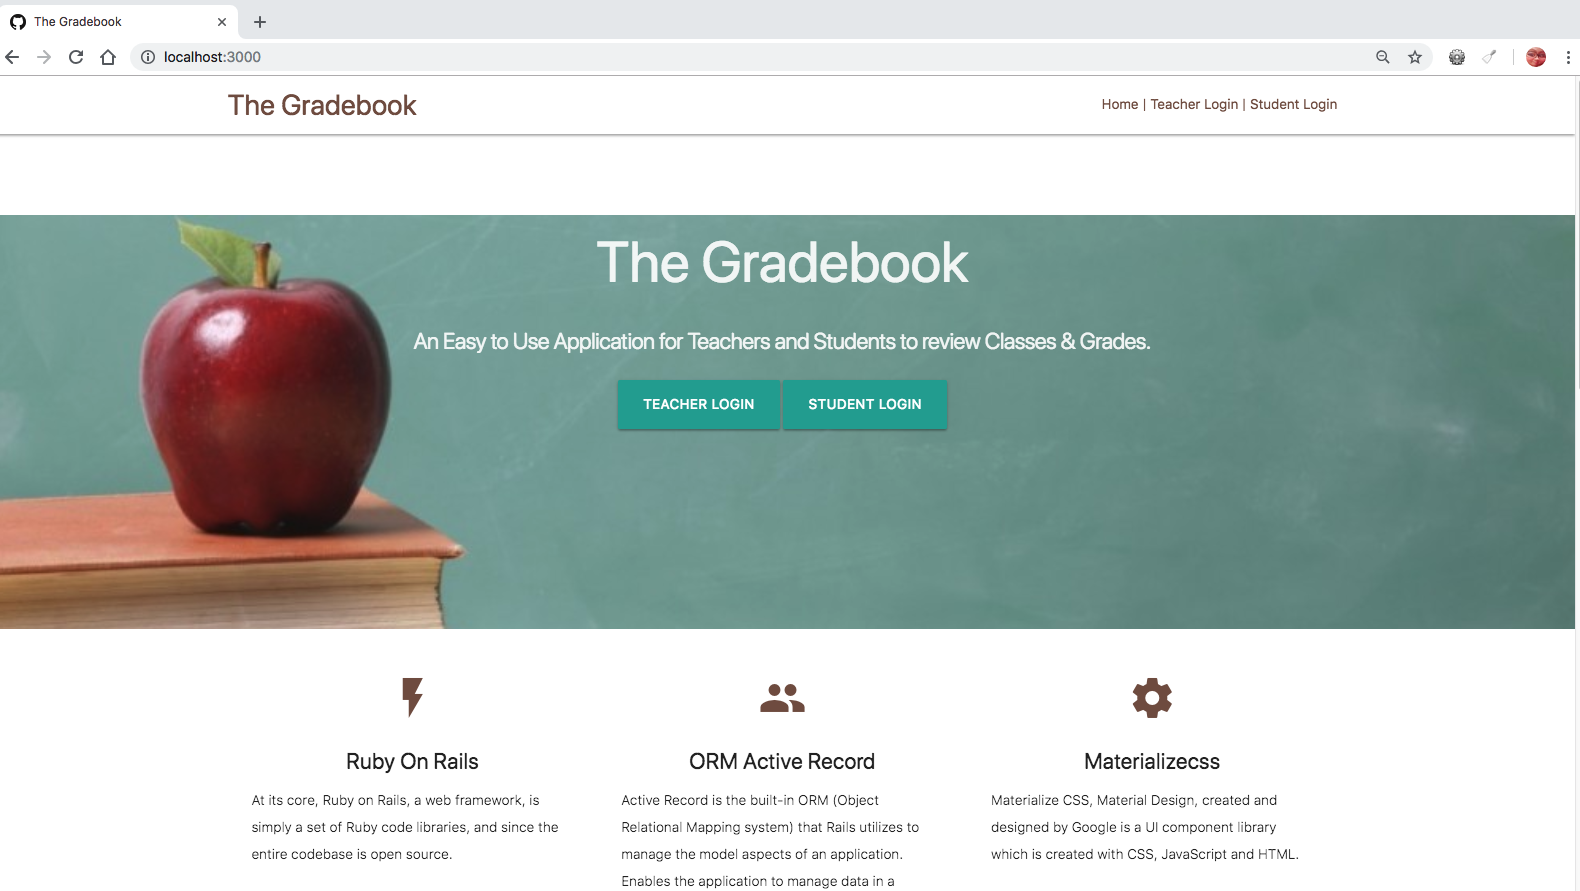 The Gradebook
localhost:3000
The Gradebook
Home | Teacher Login | Student Login
The Gradebook
An Easy to Use Application for Teachers and Students to review Classes & Grades.
TEACHER LOGIN STUDENT LOGIN
Ruby On Rails
At its core, Ruby on Rails, a web framework, is
simply a set of Ruby code libraries, and since the
entire codebase is open source.
ORM Active Record
Active Record is the built-in ORM (Object
Relational Mapping system) that Rails utilizes to
manage the model aspects of an application.
Enables the application to manage data in a
Materializecss
Materialize CSS, Material Design, created and
designed by Google is a UI component library
which is created with CSS, JavaScript and HTML.